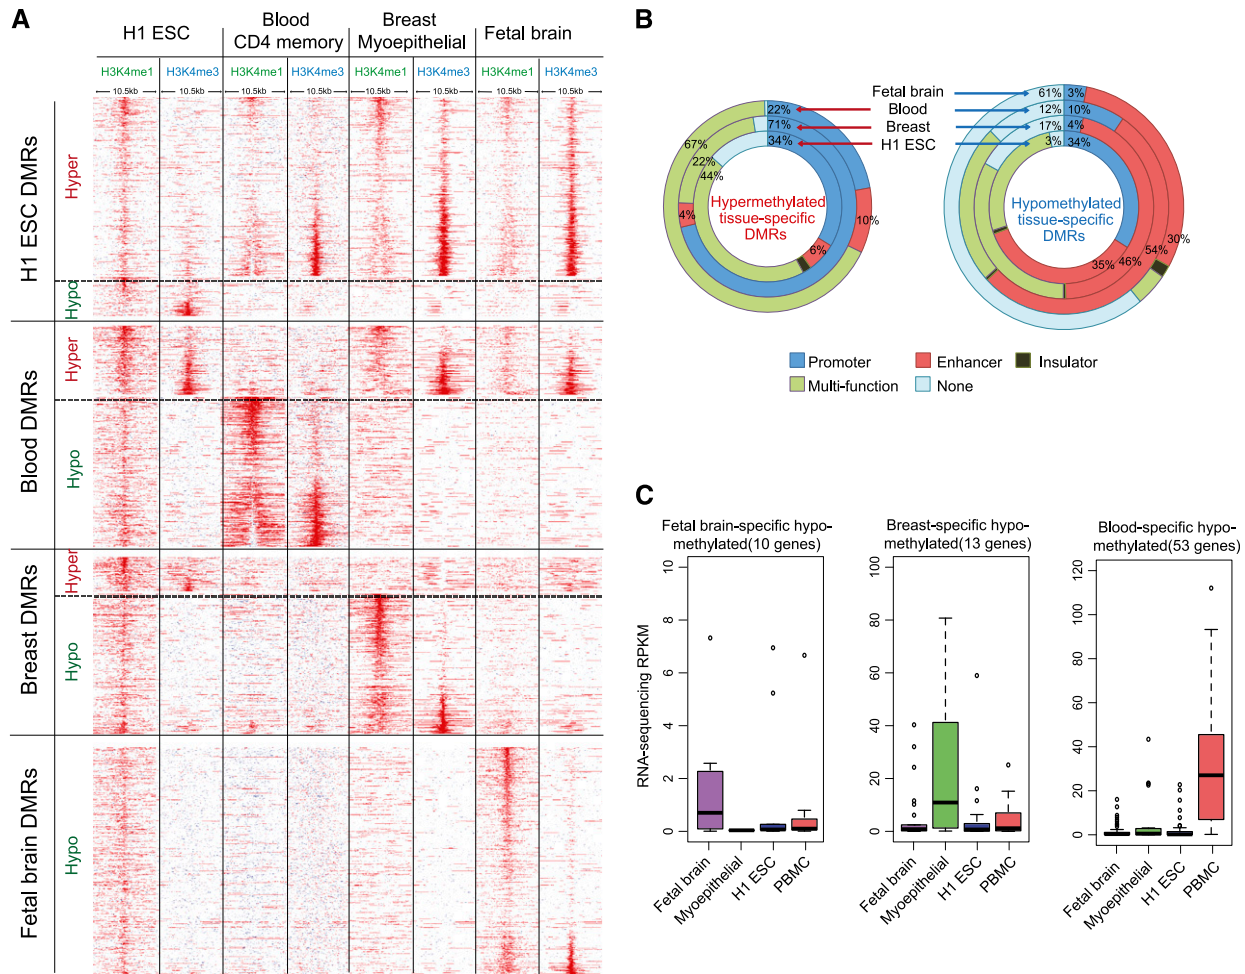 A
H1 ESC
Blood
CD4 memory
Breast
Myoepithelial
Fetal brain
H3K4me1
H3K4me3
H3K4me1
H3K4me3
H3K4me1
H3K4me3
H3K4me1
H3K4me3
10.5kb
10.5kb
10.5kb
10.5kb
10.5kb
10.5kb
10.5kb
10.5kb
H1 ESC DMRs
Hyper
Hypo
Blood DMRs
Hyper
Hypo
Breast DMRs
Hyper
Hypo
Fetal brain DMRs
Hypo
B
Fetal brain
Blood
Breast
H1 ESC
22%
71%
34%
67%
22%
44%
4%
10%
6%
Hypermethylated
tissue-specific
DMRs
61%
3%
12%
10%
17%
4%
3%
34%
30%
54%
46%
35%
Hypomethylated
tissue-specific
DMRs
Promoter
Enhancer
Insulator
Multi-function
None
C
Fetal brain-specific hypo-
methylated(10 genes)
RNA-sequencing RPKM
10
8
6
4
2
0
Fetal brain
Myoepithelial
H1 ESC
PBMC
Breast-specific hypo-
methylated(13 genes)
100
80
60
40
20
0
Fetal brain
Myoepithelial
H1 ESC
PBMC
Blood-specific hypo-
methylated(53 genes)
120
100
80
60
40
20
0
Fetal brain
Myoepithelial
H1 ESC
PBMC